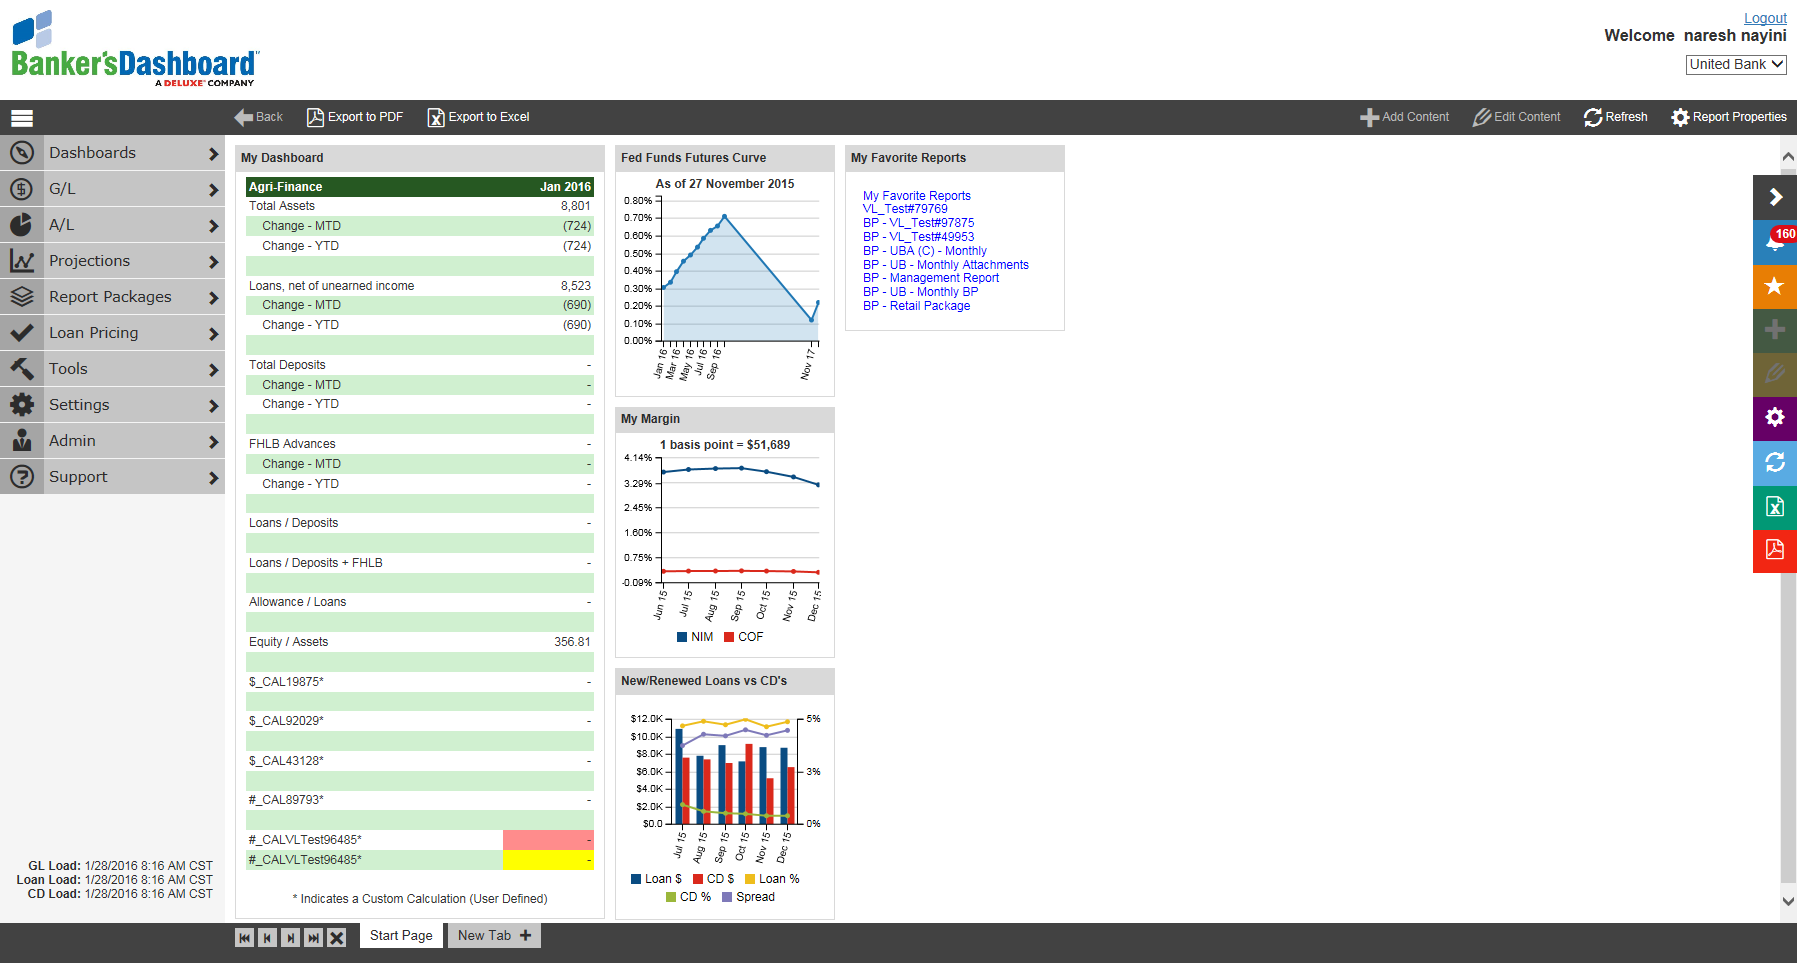 Logout
Banker'sDashboard
A DELUXE COMPANY
Welcome naresh nayini
United Bank
Back
Export to PDF
Export to Excel
Add Content
Edit Content
Refresh
Report Properties
Dashboards
G/L
A/L
Projections
Report Packages
Loan Pricing
Tools
Settings
Admin
Support
GL Load: 1/28/2016 8:16 AM CST
Loan Load: 1/28/2016 8:16 AM CST
CD Load: 1/28/2016 8:16 AM CST
My Dashboard
Agri-Finance Jan 2016
Total Assets 8,801
Change - MTD (724)
Change - YTD (724)
Loans, net of unearned income 8,523
Change - MTD (690)
Change - YTD (690)
Total Deposits -
Change - MTD -
Change - YTD -
FHLB Advances -
Change - MTD -
Change - YTD -
Loans / Deposits -
Loans / Deposits + FHLB -
Allowance / Loans -
Equity / Assets 356.81
$_CAL19875* -
$_CAL92029* -
$_CAL43128* -
#_CAL89793* -
#_CALVLTest96485* -
#_CALVLTest96485* -
* Indicates a Custom Calculation (User Defined)
Fed Funds Futures Curve
As of 27 November 2015
0.80%
0.70%
0.60%
0.50%
0.40%
0.30%
0.20%
0.10%
0.00%
Jan 16
Mar 16
May 16
Jul 16
Sep 16
Nov 17
My Margin
1 basis point = $51,689
4.14%
3.29%
2.45%
1.60%
0.75%
-0.09%
Jun 15
Jul 15
Aug 15
Sep 15
Oct 15
Nov 15
Dec 15
NIM COF
New/Renewed Loans vs CD's
$12.0K
$10.0K
$8.0K
$6.0K
$4.0K
$2.0K
$0.0
5%
3%
0%
Jul 15
Aug 15
Sep 15
Oct 15
Nov 15
Dec 15
Loan $ CD $ Loan %
CD % Spread
My Favorite Reports
My Favorite Reports
VL_Test#79769
BP - VL_Test#97875
BP - VL_Test#49953
BP - UBA (C) - Monthly
BP - UB - Monthly Attachments
BP - Management Report
BP - UB - Monthly BP
BP - Retail Package
160
Start Page
New Tab